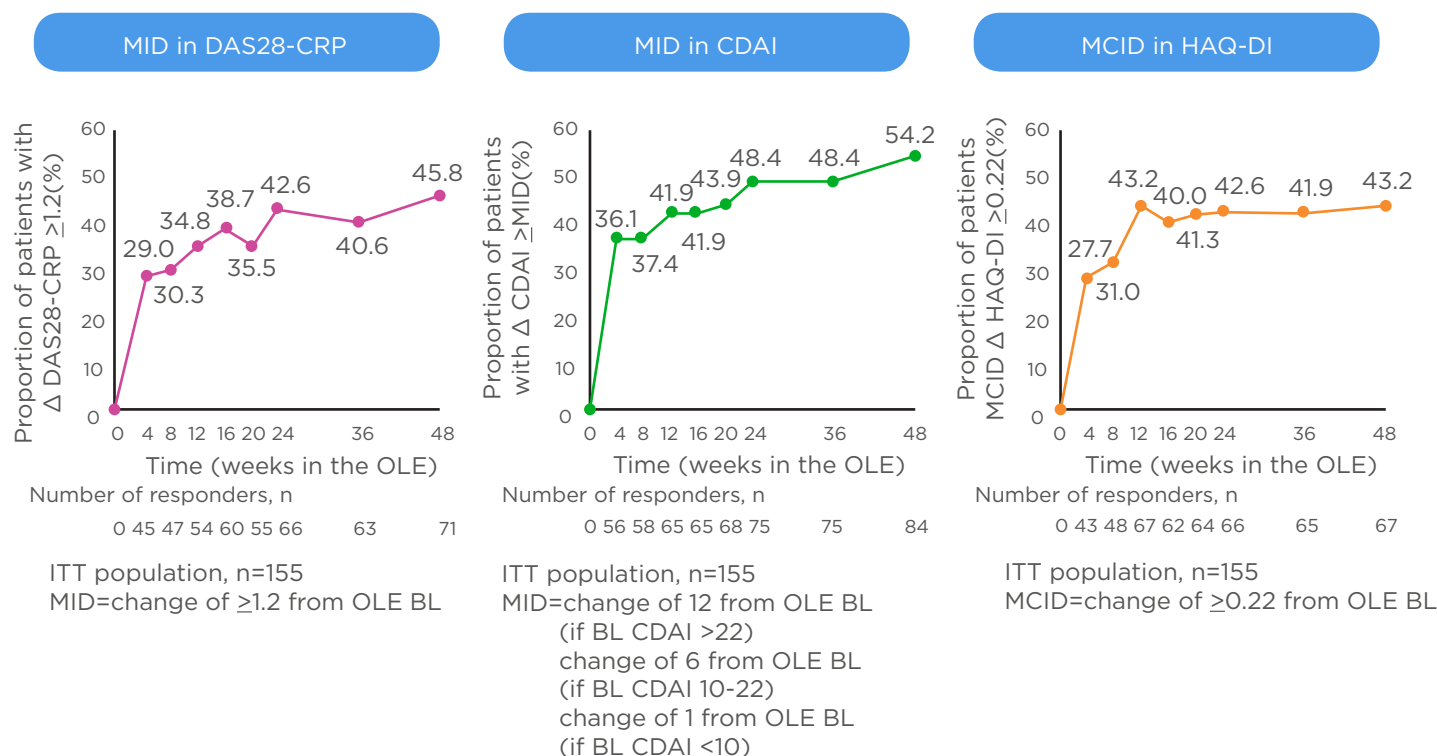 MID in DAS28-CRP
Proportion of patients with
Δ DAS28-CRP ≥1.2(%)
60
50
40
30
20
10
0
29.0
30.3
34.8
38.7
35.5
42.6
40.6
45.8
0 4 8 12 16 20 24 36 48
Time (weeks in the OLE)
Number of responders, n
0 45 47 54 60 55 66 63 71
ITT population, n=155
MID=change of ≥1.2 from OLE BL
MID in CDAI
Proportion of patients
with Δ CDAI ≥MID(%)
60
50
40
30
20
10
0
36.1
37.4
41.9
41.9
43.9
48.4
48.4
54.2
0 4 8 12 16 20 24 36 48
Time (weeks in the OLE)
Number of responders, n
0 56 58 65 65 68 75 75 84
ITT population, n=155
MID=change of 12 from OLE BL
(if BL CDAI >22)
change of 6 from OLE BL
(if BL CDAI 10-22)
change of 1 from OLE BL
(if BL CDAI <10)
MCID in HAQ-DI
Proportion of patients
MCID Δ HAQ-DI ≥0.22(%)
60
50
40
30
20
10
0
27.7
31.0
43.2
40.0
41.3
42.6
41.9
43.2
0 4 8 12 16 20 24 36 48
Time (weeks in the OLE)
Number of responders, n
0 43 48 67 62 64 66 65 67
ITT population, n=155
MCID=change of ≥0.22 from OLE BL